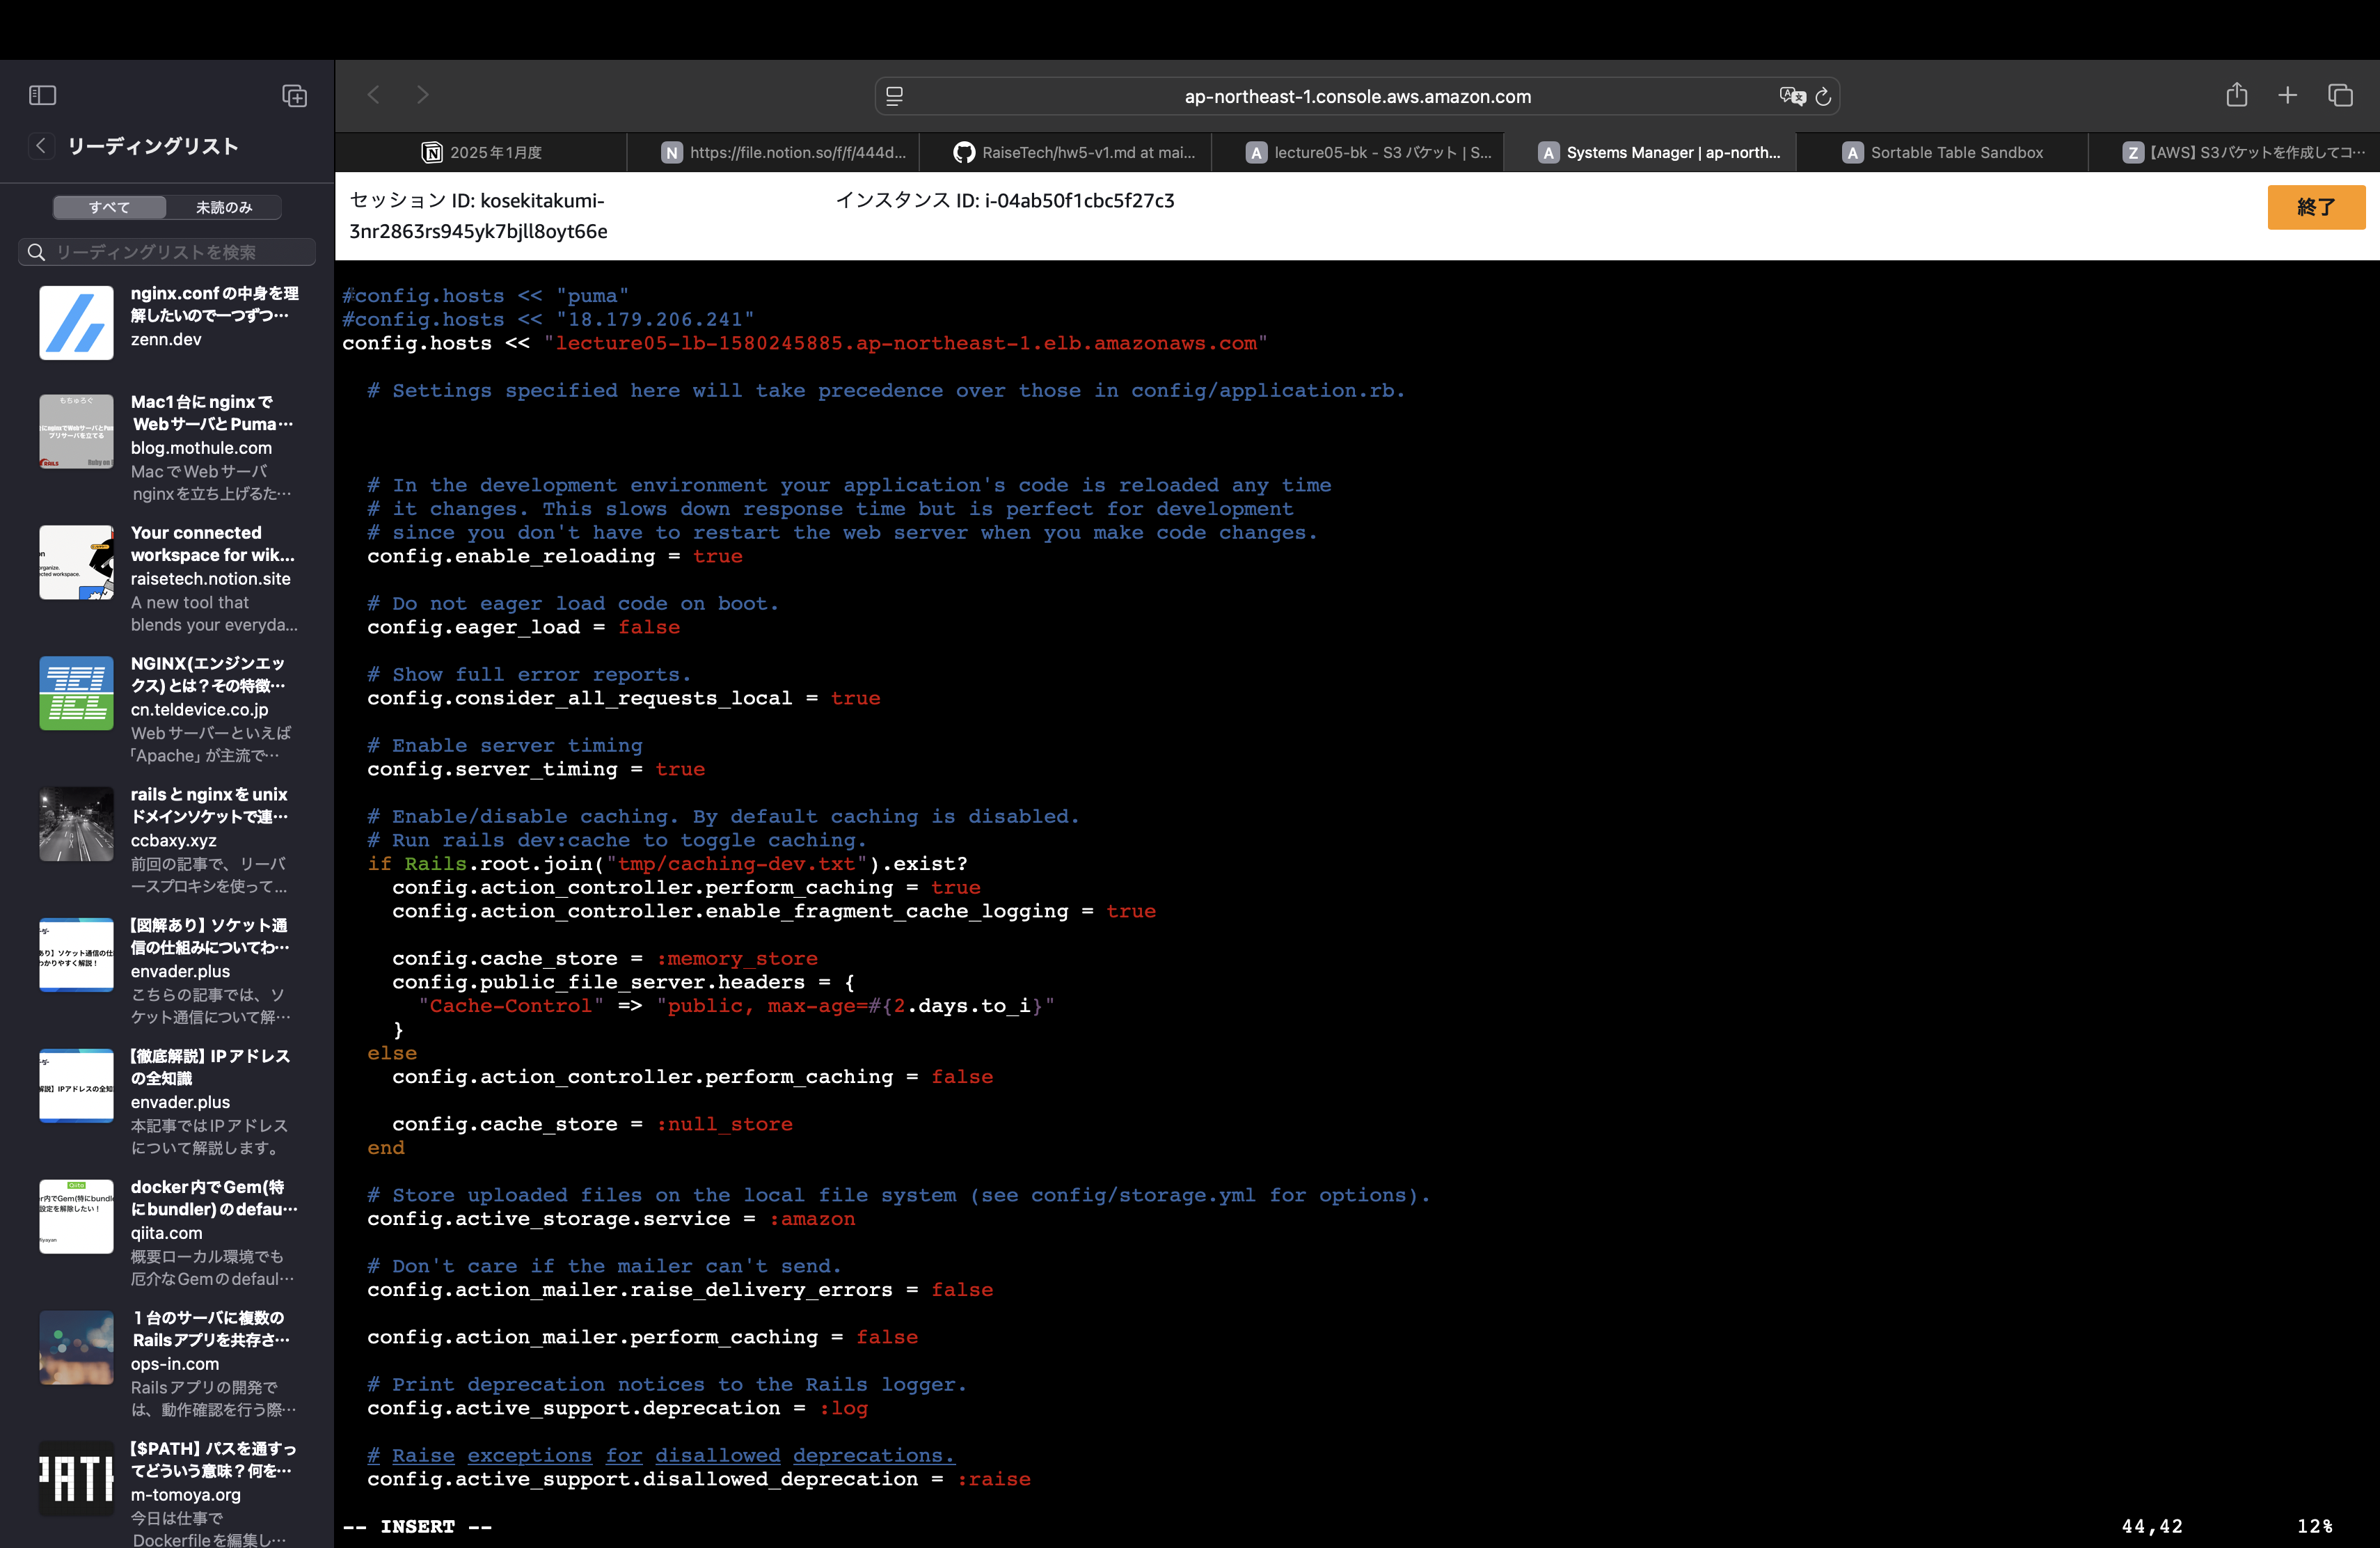 リーディングリスト
すべて
未読のみ
リーディングリストを検索
nginx.confの中身を理
解したいので一つずつ…
zenn.dev
Mac1台にnginxで
WebサーバとPuma…
blog.mothule.com
MacでWebサーバ
nginxを立ち上げるた…
Your connected
workspace for wik...
raisetech.notion.site
A new tool that
blends your everyda...
NGINX(エンジンエッ
クス)とは？その特徴…
cn.teldevice.co.jp
Webサーバーといえば
「Apache」が主流で…
railsとnginxをunix
ドメインソケットで連…
ccbaxy.xyz
前回の記事で、リーバ
ースプロキシを使って...
【図解あり】ソケット通
信の仕組みについてわ…
envader.plus
こちらの記事では、ソ
ケット通信について解…
【徹底解説】IPアドレス
の全知識
envader.plus
本記事ではIPアドレス
について解説します。
docker内でGem(特
にbundler)のdefau…
qiita.com
概要ローカル環境でも
厄介なGemのdefaul…
１台のサーバに複数の
Railsアプリを共存さ…
ops-in.com
Railsアプリの開発で
は、動作確認を行う際…
【$PATH】パスを通すっ
てどういう意味？何を…
m-tomoya.org
今日は仕事で
Dockerfileを編集し…
ap-northeast-1.console.aws.amazon.com
2025年1月度
https://file.notion.so/f/f/444d...
RaiseTech/hw5-v1.md at mai...
lecture05-bk - S3 バケット | S...
Systems Manager | ap-north...
Sortable Table Sandbox
【AWS】S3バケットを作成してコ…
セッション ID: kosekitakumi-
3nr2863rs945yk7bjll8oyt66e
インスタンス ID: i-04ab50f1cbc5f27c3
終了
#config.hosts << "puma"
#config.hosts << "18.179.206.241"
config.hosts << "lecture05-lb-1580245885.ap-northeast-1.elb.amazonaws.com"
# Settings specified here will take precedence over those in config/application.rb.
# In the development environment your application's code is reloaded any time
# it changes. This slows down response time but is perfect for development
# since you don't have to restart the web server when you make code changes.
config.enable_reloading = true
# Do not eager load code on boot.
config.eager_load = false
# Show full error reports.
config.consider_all_requests_local = true
# Enable server timing
config.server_timing = true
# Enable/disable caching. By default caching is disabled.
# Run rails dev:cache to toggle caching.
if Rails.root.join("tmp/caching-dev.txt").exist?
config.action_controller.perform_caching = true
config.action_controller.enable_fragment_cache_logging = true
config.cache_store = :memory_store
config.public_file_server.headers = {
"Cache-Control" => "public, max-age=#{2.days.to_i}"
}
else
config.action_controller.perform_caching = false
config.cache_store = :null_store
end
# Store uploaded files on the local file system (see config/storage.yml for options).
config.active_storage.service = :amazon
# Don't care if the mailer can't send.
config.action_mailer.raise_delivery_errors = false
config.action_mailer.perform_caching = false
# Print deprecation notices to the Rails logger.
config.active_support.deprecation = :log
# Raise exceptions for disallowed deprecations.
config.active_support.disallowed_deprecation = :raise
-- INSERT --
44,42
12%